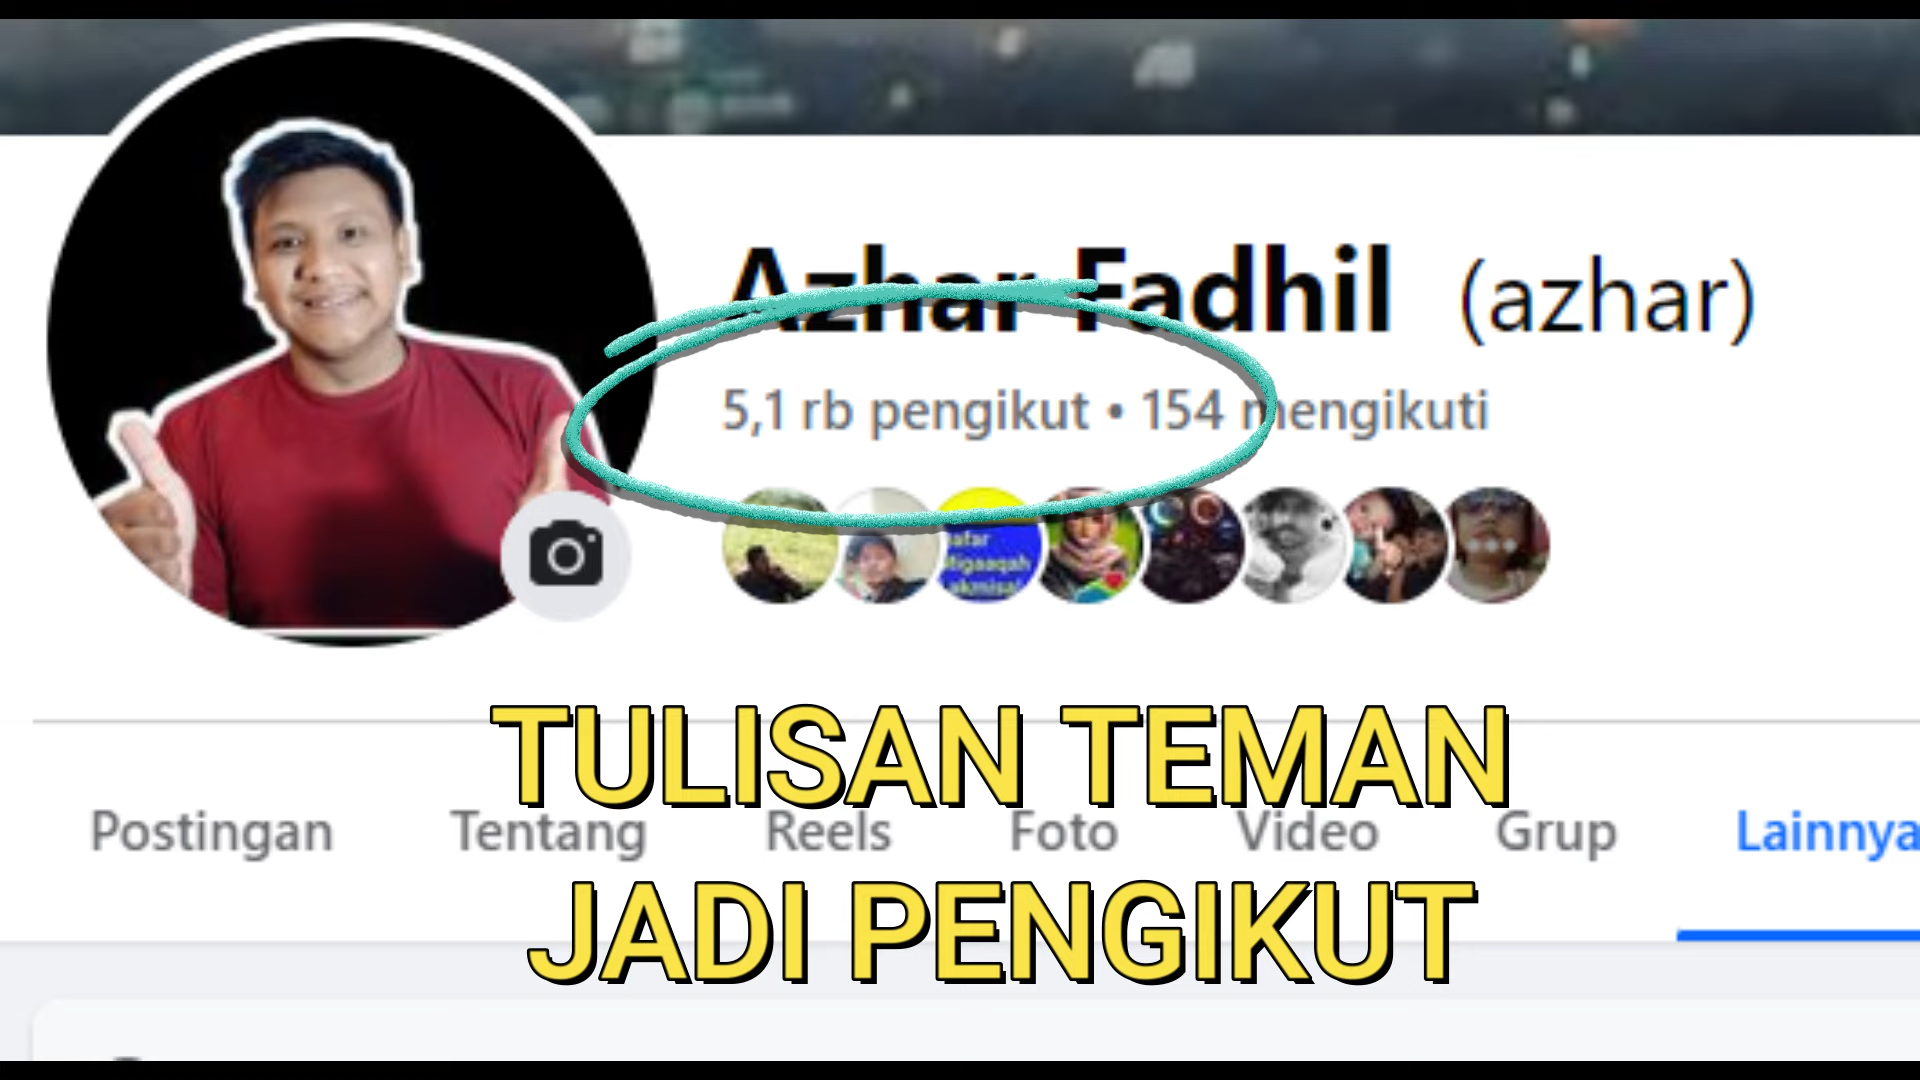 Azhar Fadhil (azhar)
5,1 rb pengikut • 154 mengikuti
TULISAN TEMAN
Postingan Tentang Reels Foto Video Grup Lainnya
JADI PENGIKUT